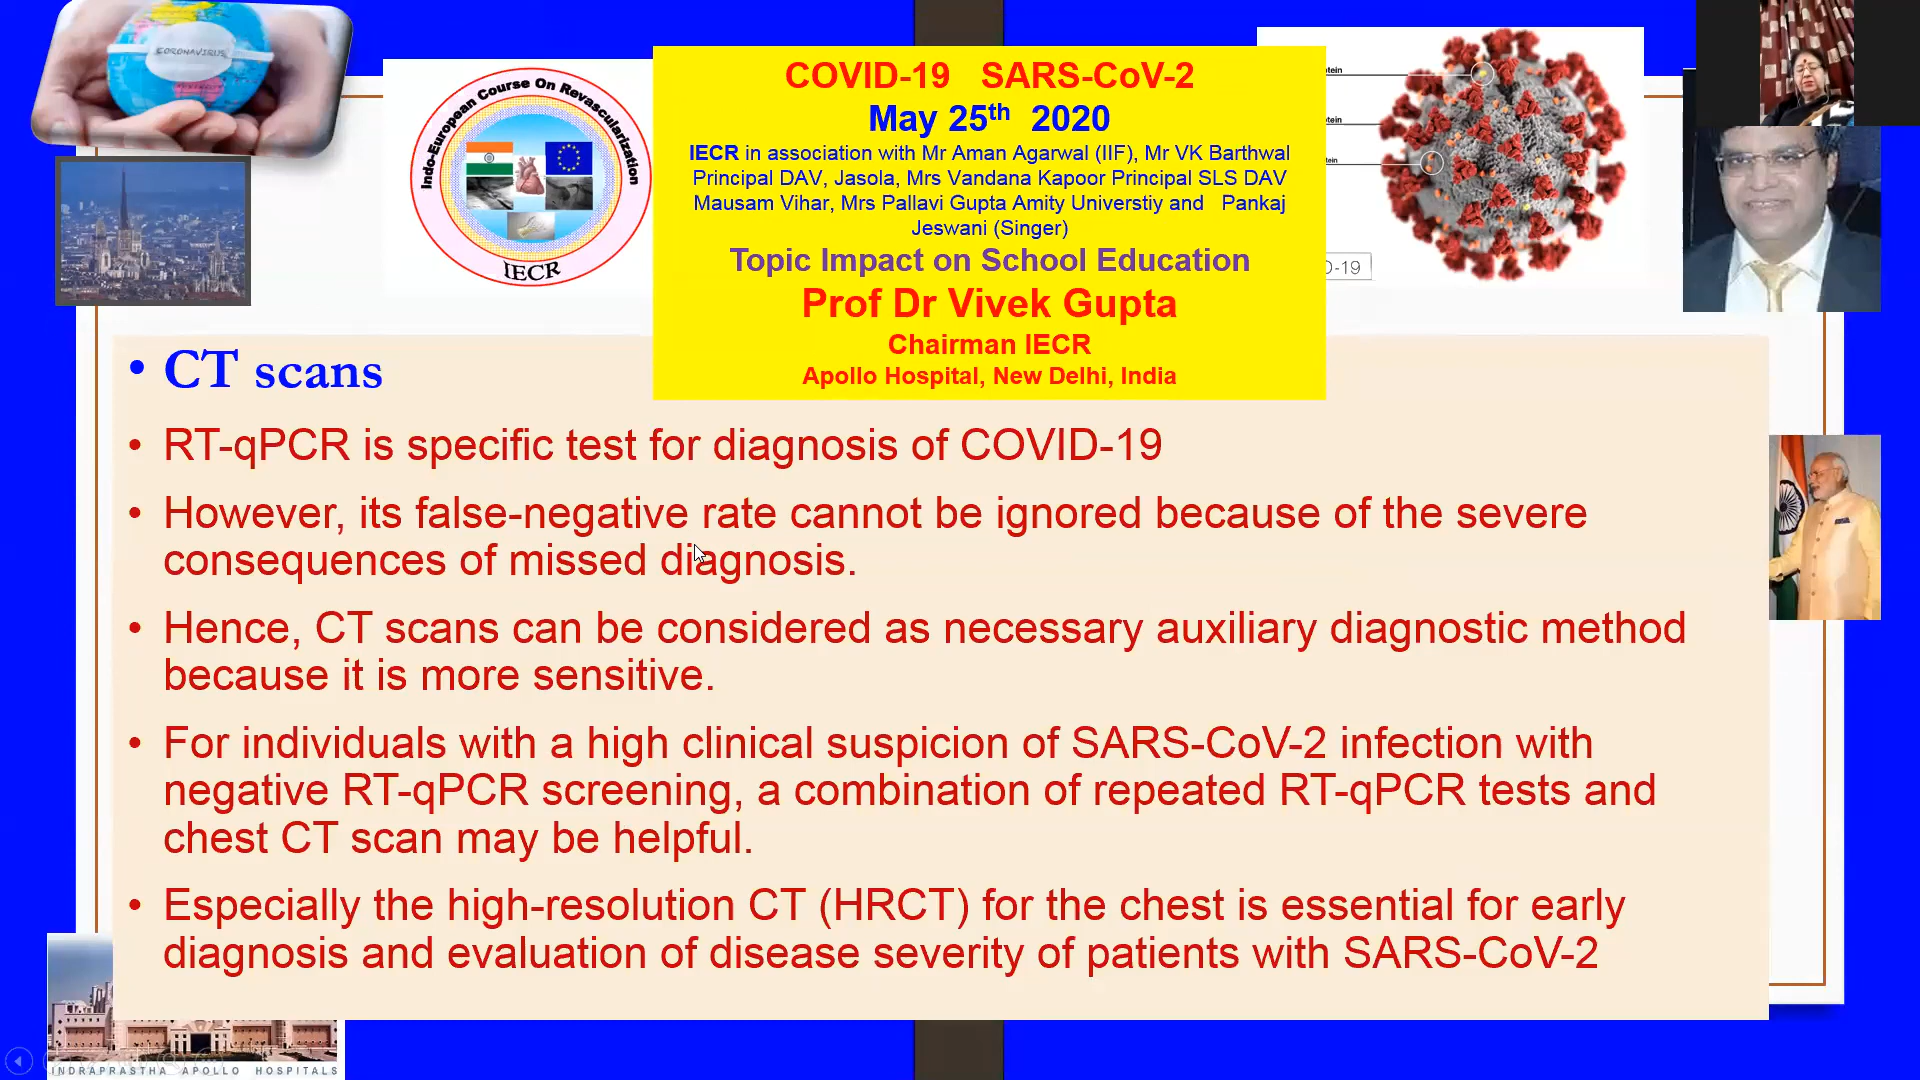 CORONAVIRUS
Indo-European Course On Revascularization
IECR
COVID-19 SARS-CoV-2
May 25th 2020
IECR in association with Mr Aman Agarwal (IIF), Mr VK Barthwal
Principal DAV, Jasola, Mrs Vandana Kapoor Principal SLS DAV
Mausam Vihar, Mrs Pallavi Gupta Amity Universtiy and Pankaj
Jeswani (Singer)
Topic Impact on School Education
Prof Dr Vivek Gupta
Chairman IECR
Apollo Hospital, New Delhi, India
tein
tein
tein
D-19
• CT scans
• RT-qPCR is specific test for diagnosis of COVID-19
• However, its false-negative rate cannot be ignored because of the severe
consequences of missed diagnosis.
• Hence, CT scans can be considered as necessary auxiliary diagnostic method
because it is more sensitive.
• For individuals with a high clinical suspicion of SARS-CoV-2 infection with
negative RT-qPCR screening, a combination of repeated RT-qPCR tests and
chest CT scan may be helpful.
• Especially the high-resolution CT (HRCT) for the chest is essential for early
diagnosis and evaluation of disease severity of patients with SARS-CoV-2
INDRAPRASTHA APOLLO HOSPITALS